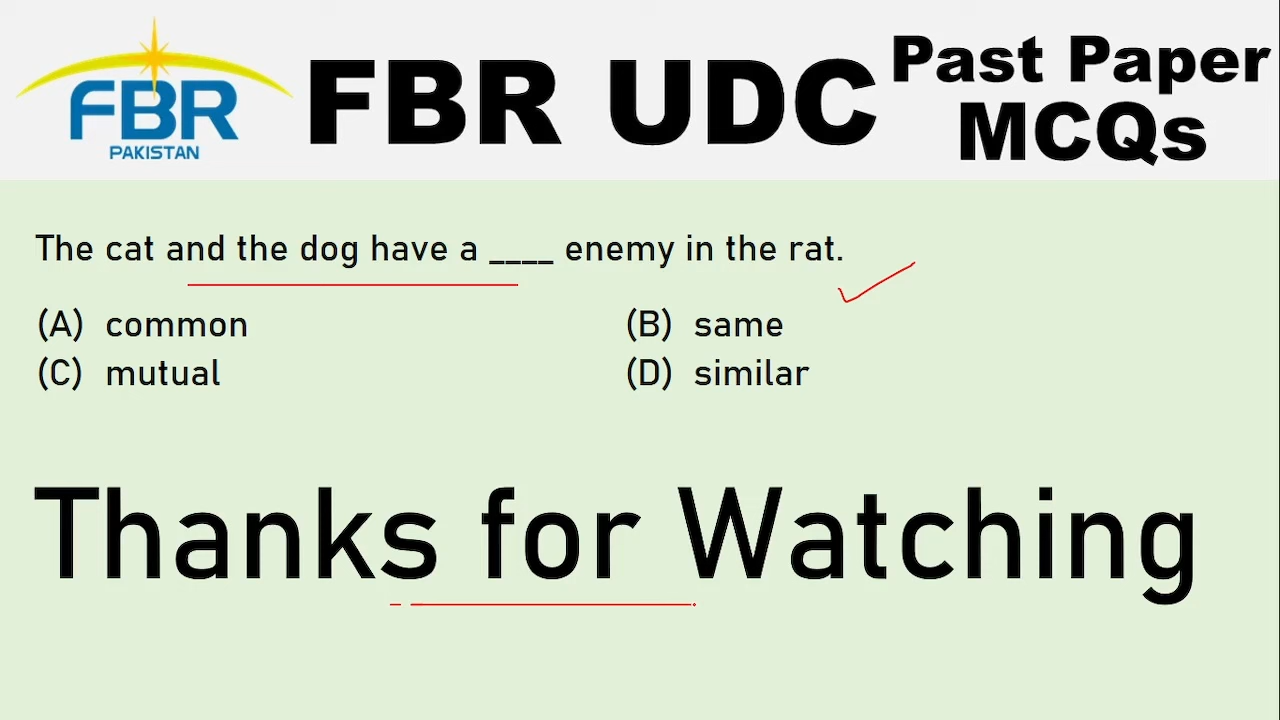 FBR
PAKISTAN
FBR UDC
Past Paper
MCQs
The cat and the dog have a ____ enemy in the rat.
(A) common (B) same
(C) mutual (D) similar
Thanks for Watching